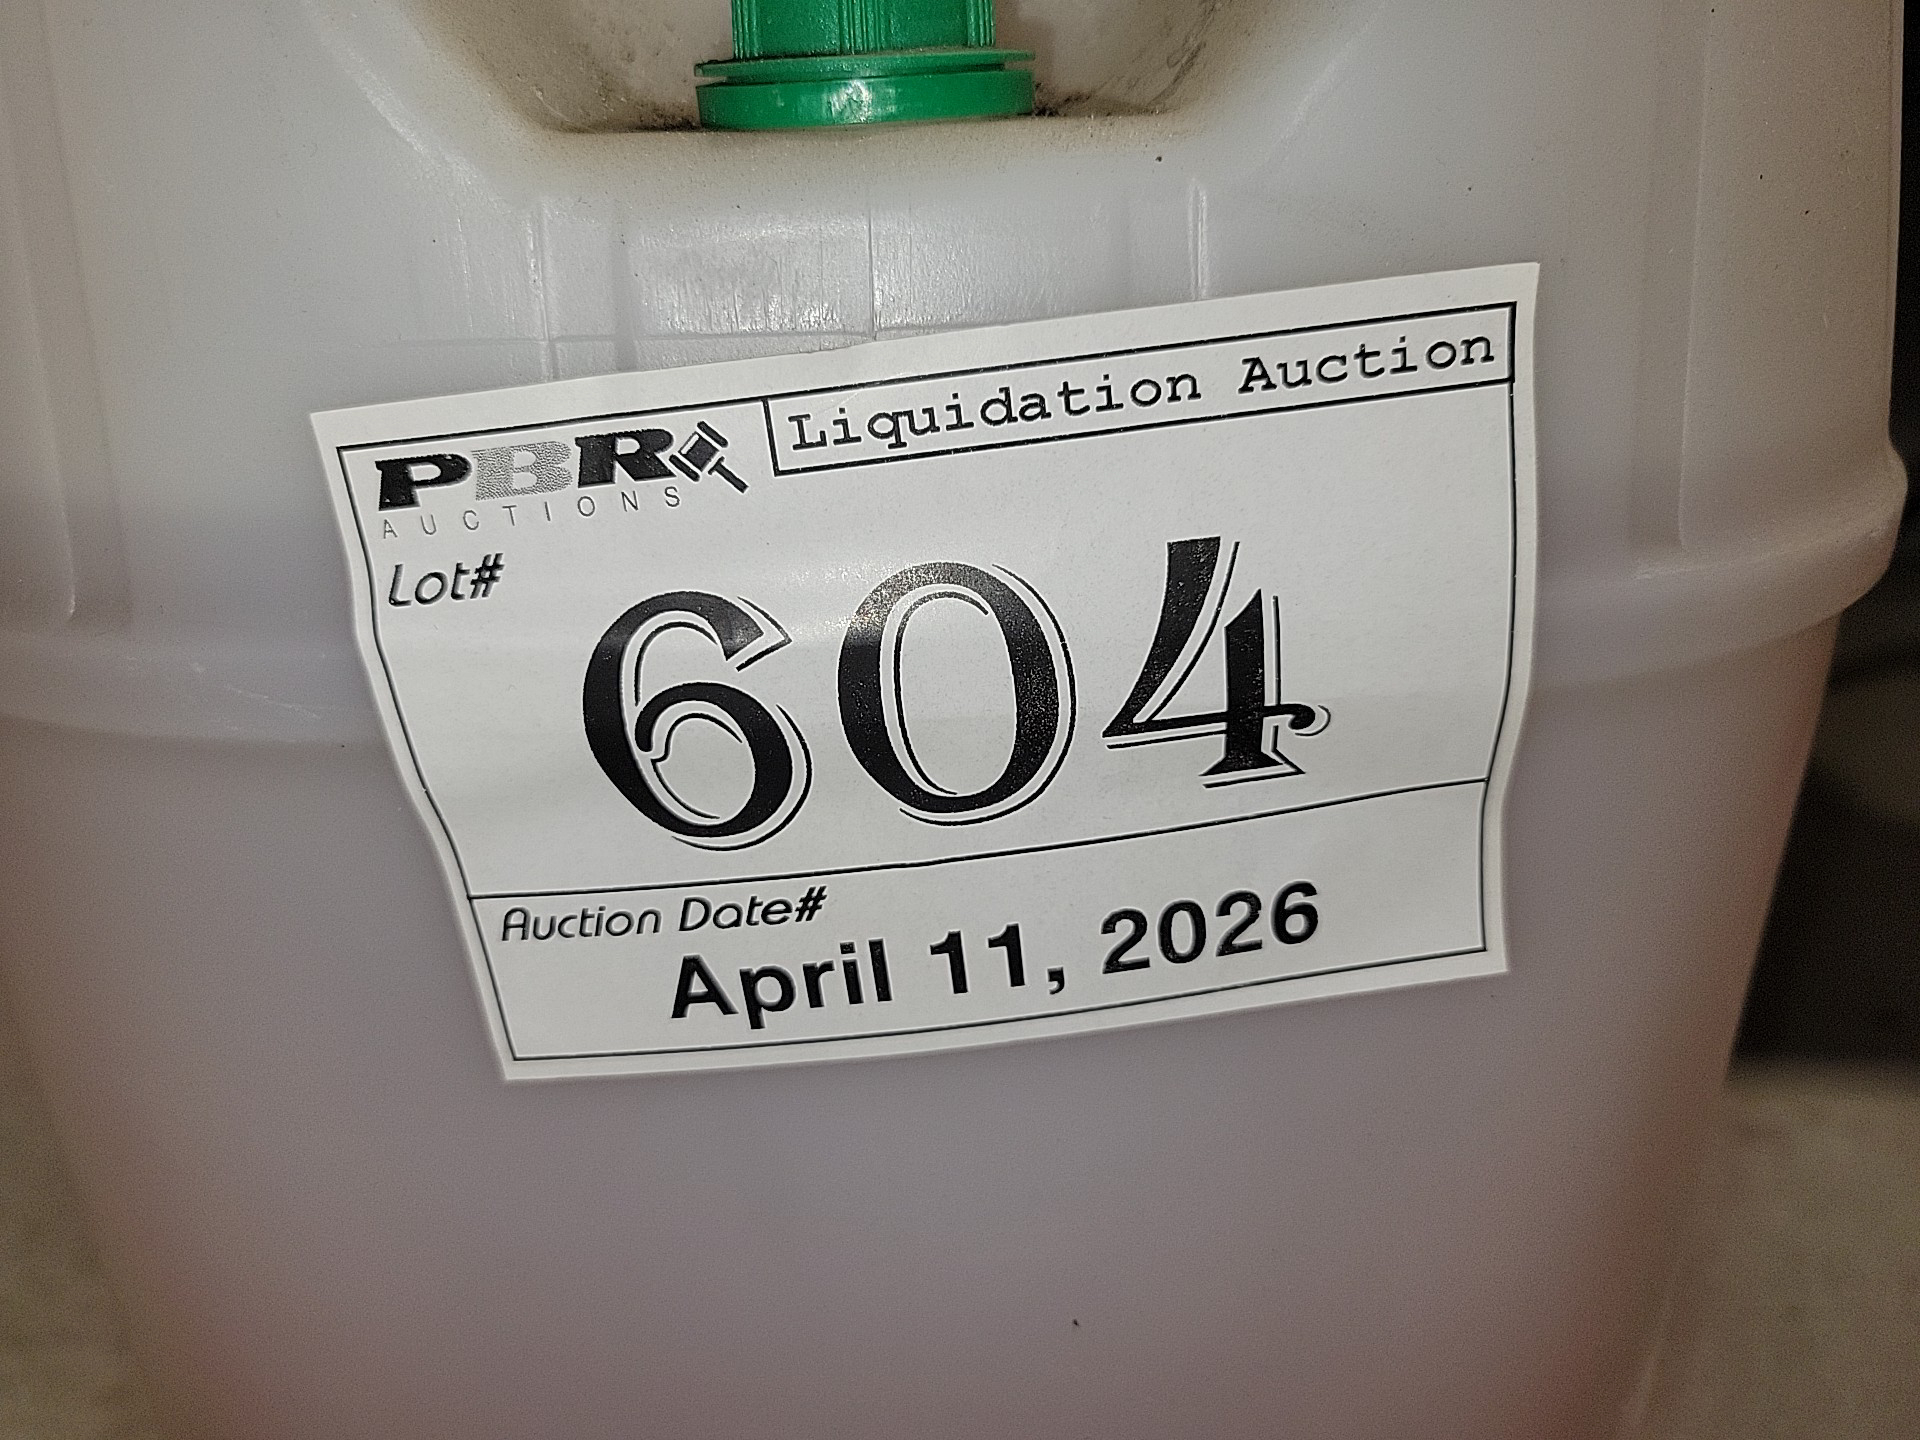 PBR
AUCTIONS
Liquidation Auction
Lot#
604
Auction Date#
April 11, 2026